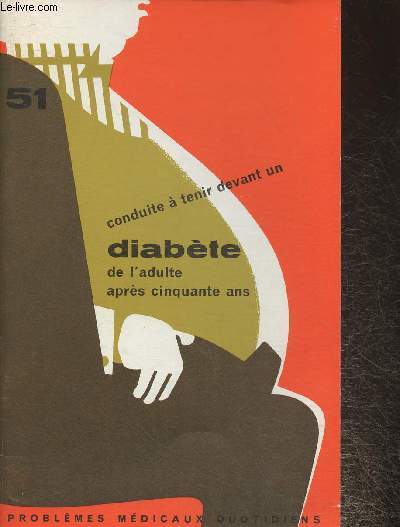 Le-livre.com
51
conduite à tenir devant un
diabète
de l'adulte
après cinquante ans
PROBLÈMES MÉDICAUX QUOTIDIENS